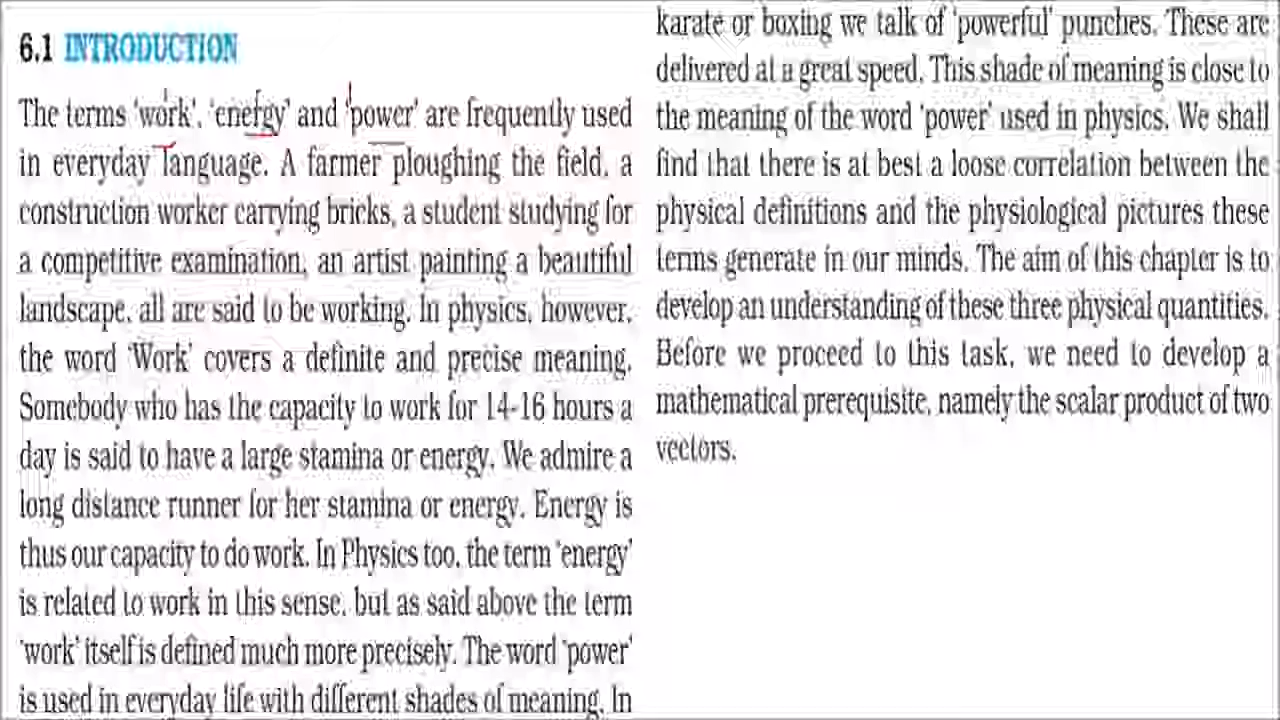 6.1 INTRODUCTION
The terms 'work', 'energy' and 'power' are frequently used
in everyday language. A farmer ploughing the field, a
construction worker carrying bricks, a student studying for
a competitive examination, an artist painting a beautiful
landscape, all are said to be working. In physics, however,
the word 'Work' covers a definite and precise meaning.
Somebody who has the capacity to work for 14-16 hours a
day is said to have a large stamina or energy. We admire a
long distance runner for her stamina or energy. Energy is
thus our capacity to do work. In Physics too, the term 'energy'
is related to work in this sense, but as said above the term
'work' itself is defined much more precisely. The word 'power'
is used in everyday life with different shades of meaning. In
karate or boxing we talk of 'powerful' punches. These are
delivered at a great speed. This shade of meaning is close to
the meaning of the word 'power' used in physics. We shall
find that there is at best a loose correlation between the
physical definitions and the physiological pictures these
terms generate in our minds. The aim of this chapter is to
develop an understanding of these three physical quantities.
Before we proceed to this task, we need to develop a
mathematical prerequisite, namely the scalar product of two
vectors.